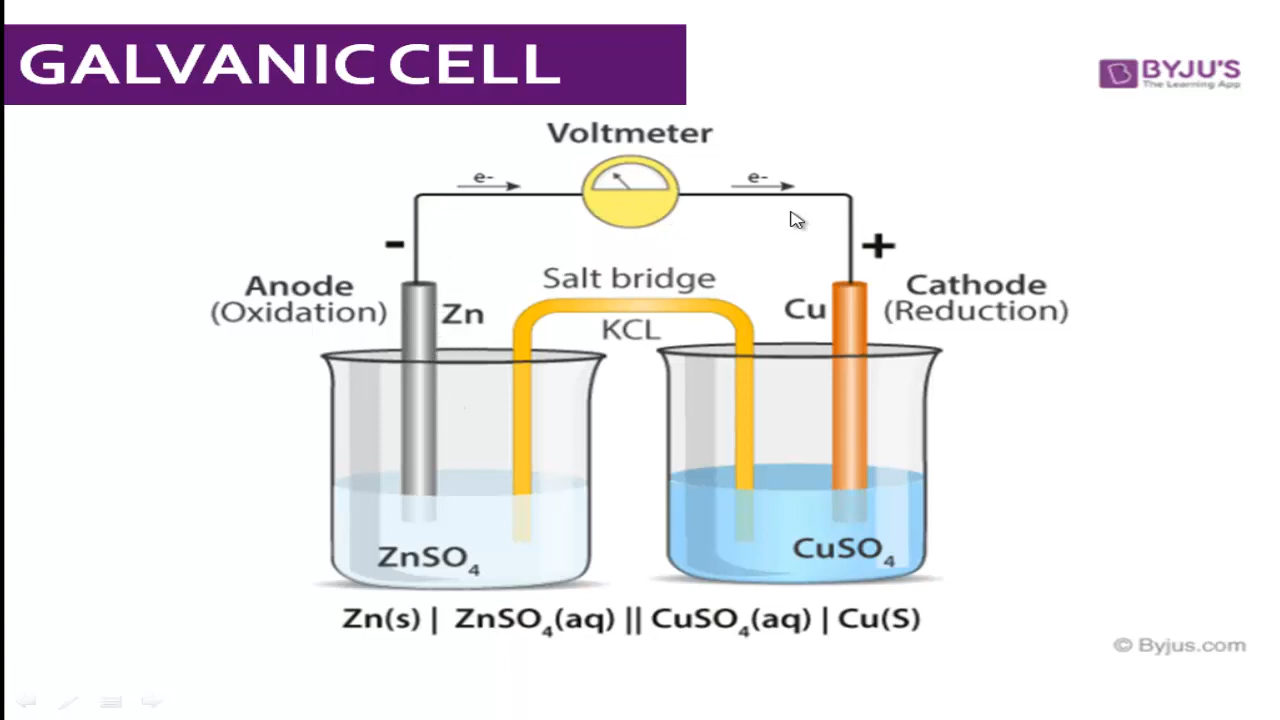 GALVANIC CELL
BYJU'S
The Learning App
Voltmeter
e-
e-
-
+
Anode
(Oxidation)
Zn
Salt bridge
KCL
Cu
Cathode
(Reduction)
ZnSO₄
CuSO₄
Zn(s) | ZnSO₄(aq) || CuSO₄(aq) | Cu(S)
© Byjus.com